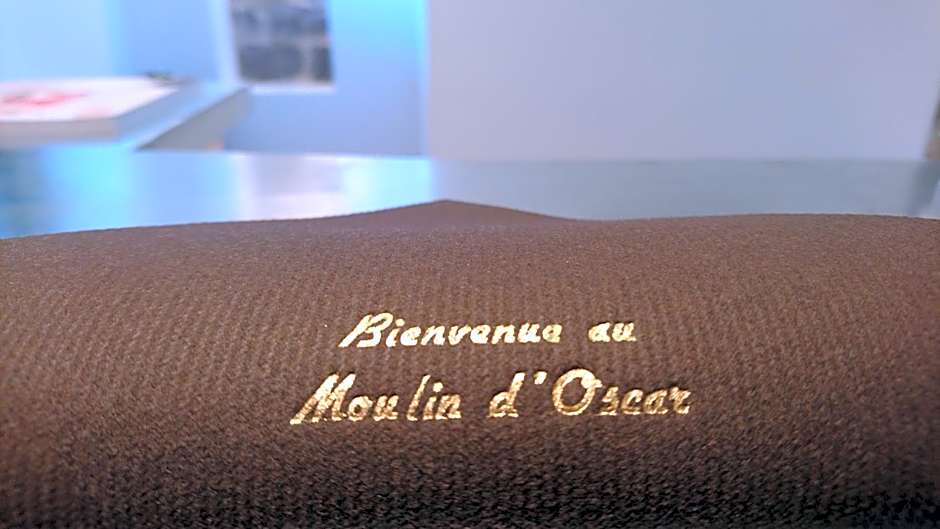 Bienvenue au
Moulin d'Oscar